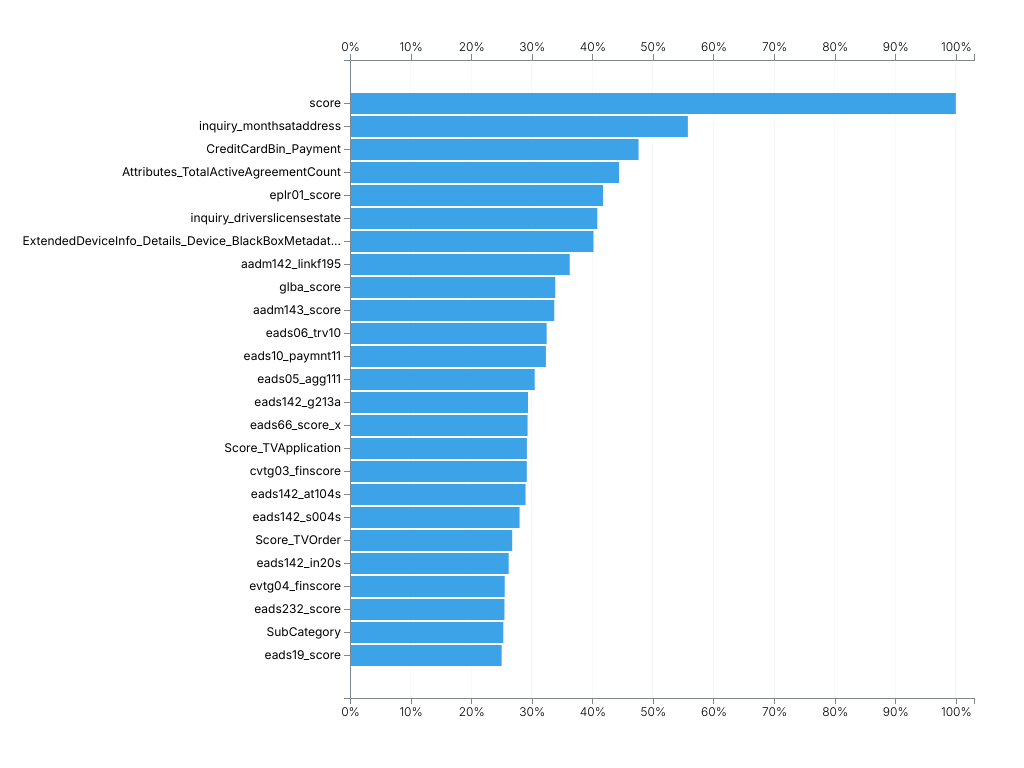 0% 10% 20% 30% 40% 50% 60% 70% 80% 90% 100%
score
inquiry_monthsataddress
CreditCardBin_Payment
Attributes_TotalActiveAgreementCount
eplr01_score
inquiry_driverslicensestate
ExtendedDeviceInfo_Details_Device_BlackBoxMetadat...
aadm142_linkf195
glba_score
aadm143_score
eads06_trv10
eads10_paymnt11
eads05_agg111
eads142_g213a
eads66_score_x
Score_TVApplication
cvtg03_finscore
eads142_at104s
eads142_s004s
Score_TVOrder
eads142_in20s
evtg04_finscore
eads232_score
SubCategory
eads19_score
0% 10% 20% 30% 40% 50% 60% 70% 80% 90% 100%